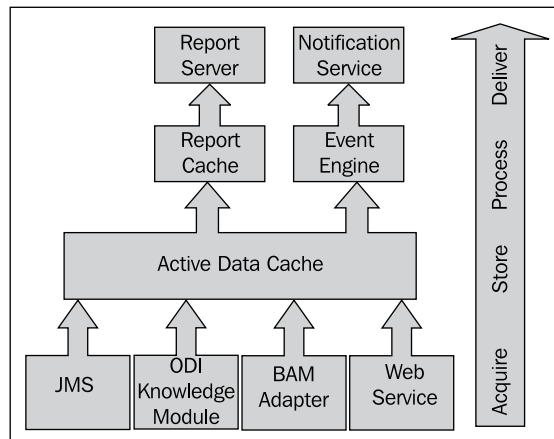 Report
Server
Notification
Service
Report
Cache
Event
Engine
Active Data Cache
JMS
ODI
Knowledge
Module
BAM
Adapter
Web
Service
Deliver
Process
Store
Acquire